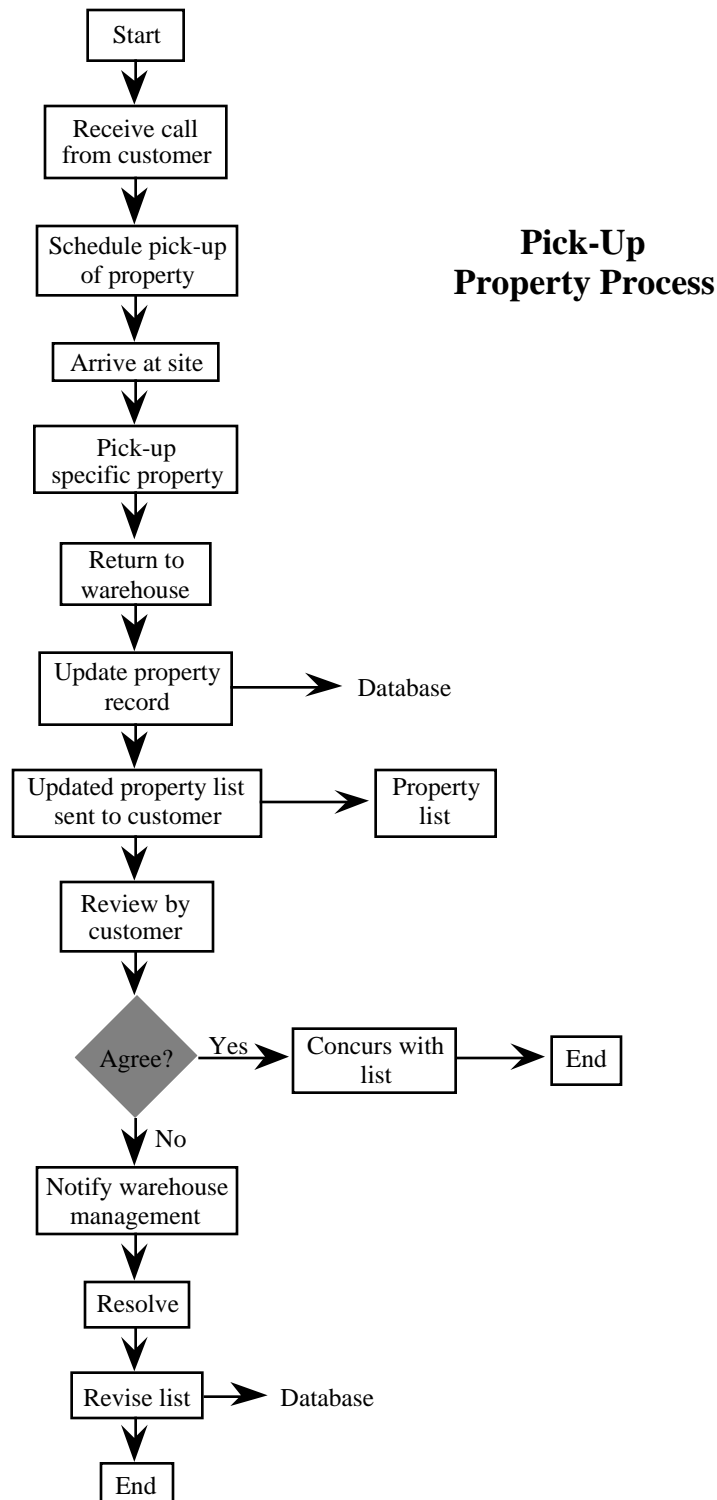 Start
Receive call
from customer
Pick-Up
Property Process
Schedule pick-up
of property
Arrive at site
Pick-up
specific property
Return to
warehouse
Update property
record
Database
Updated property list
sent to customer
Property
list
Review by
customer
Agree?
Yes
Concurs with
list
End
No
Notify warehouse
management
Resolve
Revise list
Database
End